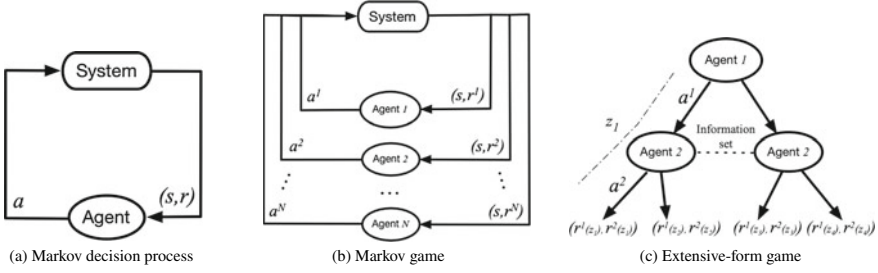 System
a
(s,r)
Agent
(a) Markov decision process
System
a¹
(s,r¹)
Agent 1
a²
(s,r²)
Agent 2
...
a^N
(s,r^N)
Agent N
(b) Markov game
Agent 1
a¹
z₁
Information
set
Agent 2
Agent 2
a²
(r¹(z₁), r²(z₁)) (r¹(z₂), r²(z₂)) (r¹(z₃), r²(z₃)) (r¹(z₄), r²(z₄))
(c) Extensive-form game